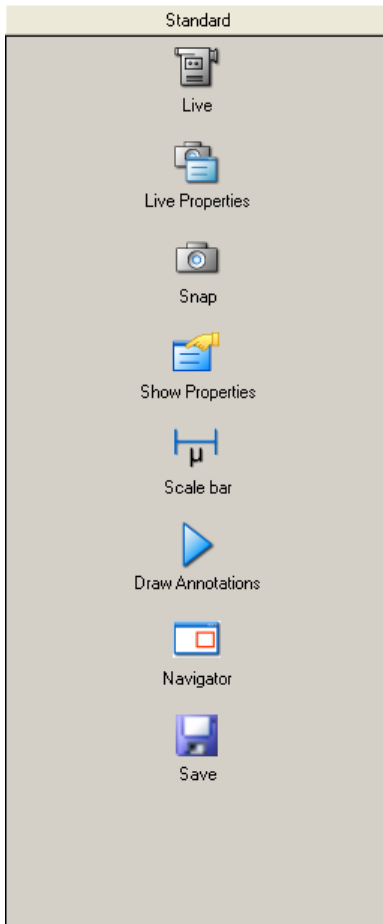 Standard
Live
Live Properties
Snap
Show Properties
µ
Scale bar
Draw Annotations
Navigator
Save